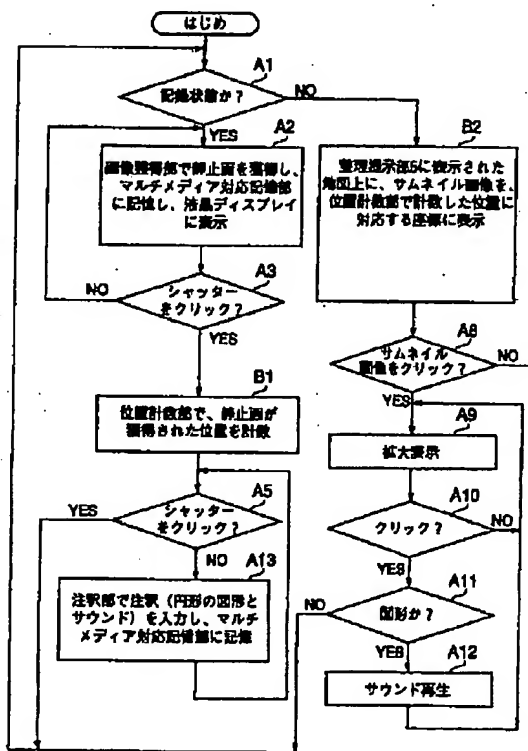 はじめ
A1
記録状態か?
NO
YES
A2
画像獲得部で静止画を獲得し、
マルチメディア対応記憶部
に記憶し、液晶ディスプレイ
に表示
A3
シャッター
をクリック?
NO
YES
B1
位置計数部で、静止画が
獲得された位置を計数
A5
シャッター
をクリック?
YES
NO
A13
注釈部で注釈(円形の図形と
サウンド)を入力し、マルチ
メディア対応記憶部に記憶
B2
整理提示部5に表示された
地図上に、サムネイル画像を、
位置計数部で計数した位置に
対応する座標に表示
A8
サムネイル
画像をクリック?
NO
YES
A9
拡大表示
A10
クリック?
NO
YES
A11
図形か?
NO
YES
A12
サウンド再生